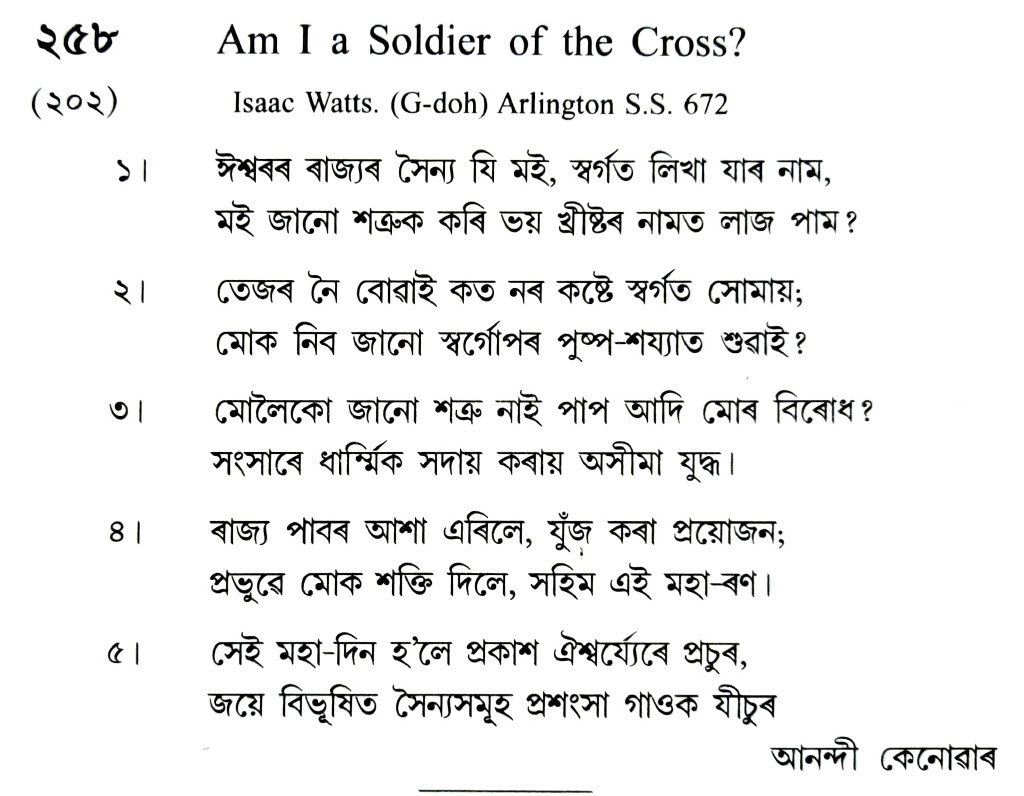 ২৫৮ Am I a Soldier of the Cross?
(২০২) Isaac Watts. (G-doh) Arlington S.S. 672
১। ঈশ্বৰৰ ৰাজ্যৰ সৈন্য যি মই, স্বৰ্গত লিখা যাৰ নাম,
মই জানো শত্ৰুক কৰি ভয় খ্ৰীষ্টৰ নামত লাজ পাম?
২। তেজৰ নৈ বোৱাই কত নৰ কষ্টে স্বৰ্গত সোমায়;
মোক নিব জানো স্বৰ্গোপৰ পুষ্প-শয্যাত শুৱাই?
৩। মোলৈকো জানো শত্ৰু নাই পাপ আদি মোৰ বিৰোধ?
সংসাৰে ধাৰ্ম্মিক সদায় কৰায় অসীমা যুদ্ধ।
৪। ৰাজ্য পাবৰ আশা এৰিলে, যুঁজ কৰা প্ৰয়োজন;
প্ৰভুৱে মোক শক্তি দিলে, সহিম এই মহা-ৰণ।
৫। সেই মহা-দিন হ’লে প্ৰকাশ ঐশ্বৰ্য্যেৰে প্ৰচুৰ,
জয়ে বিভূষিত সৈন্যসমূহ প্ৰশংসা গাওক যীচুৰ
আনন্দী কেনোৱাৰ